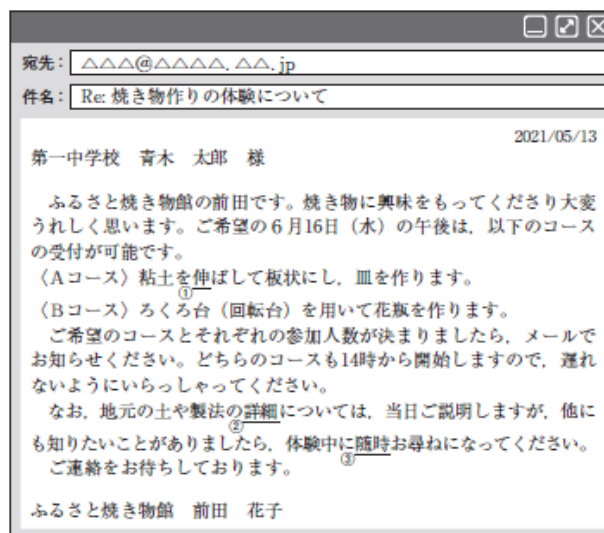 宛先：△△△@△△△△.△△.jp
件名：Re:焼き物作りの体験について
2021/05/13
第一中学校　青木　太郎　様
ふるさと焼き物館の前田です。焼き物に興味をもってくださり大変
うれしく思います。ご希望の６月16日（水）の午後は，以下のコース
の受付が可能です。
〈Ａコース〉粘土を伸ばして板状にし，皿を作ります。
①
〈Ｂコース〉ろくろ台（回転台）を用いて花瓶を作ります。
ご希望のコースとそれぞれの参加人数が決まりましたら，メールで
お知らせください。どちらのコースも14時から開始しますので，遅れ
ないようにいらっしゃってください。
なお，地元の土や製法の詳細については，当日ご説明しますが，他に
②
も知りたいことがありましたら，体験中に随時お尋ねになってください。
③
ご連絡をお待ちしております。
ふるさと焼き物館　前田　花子